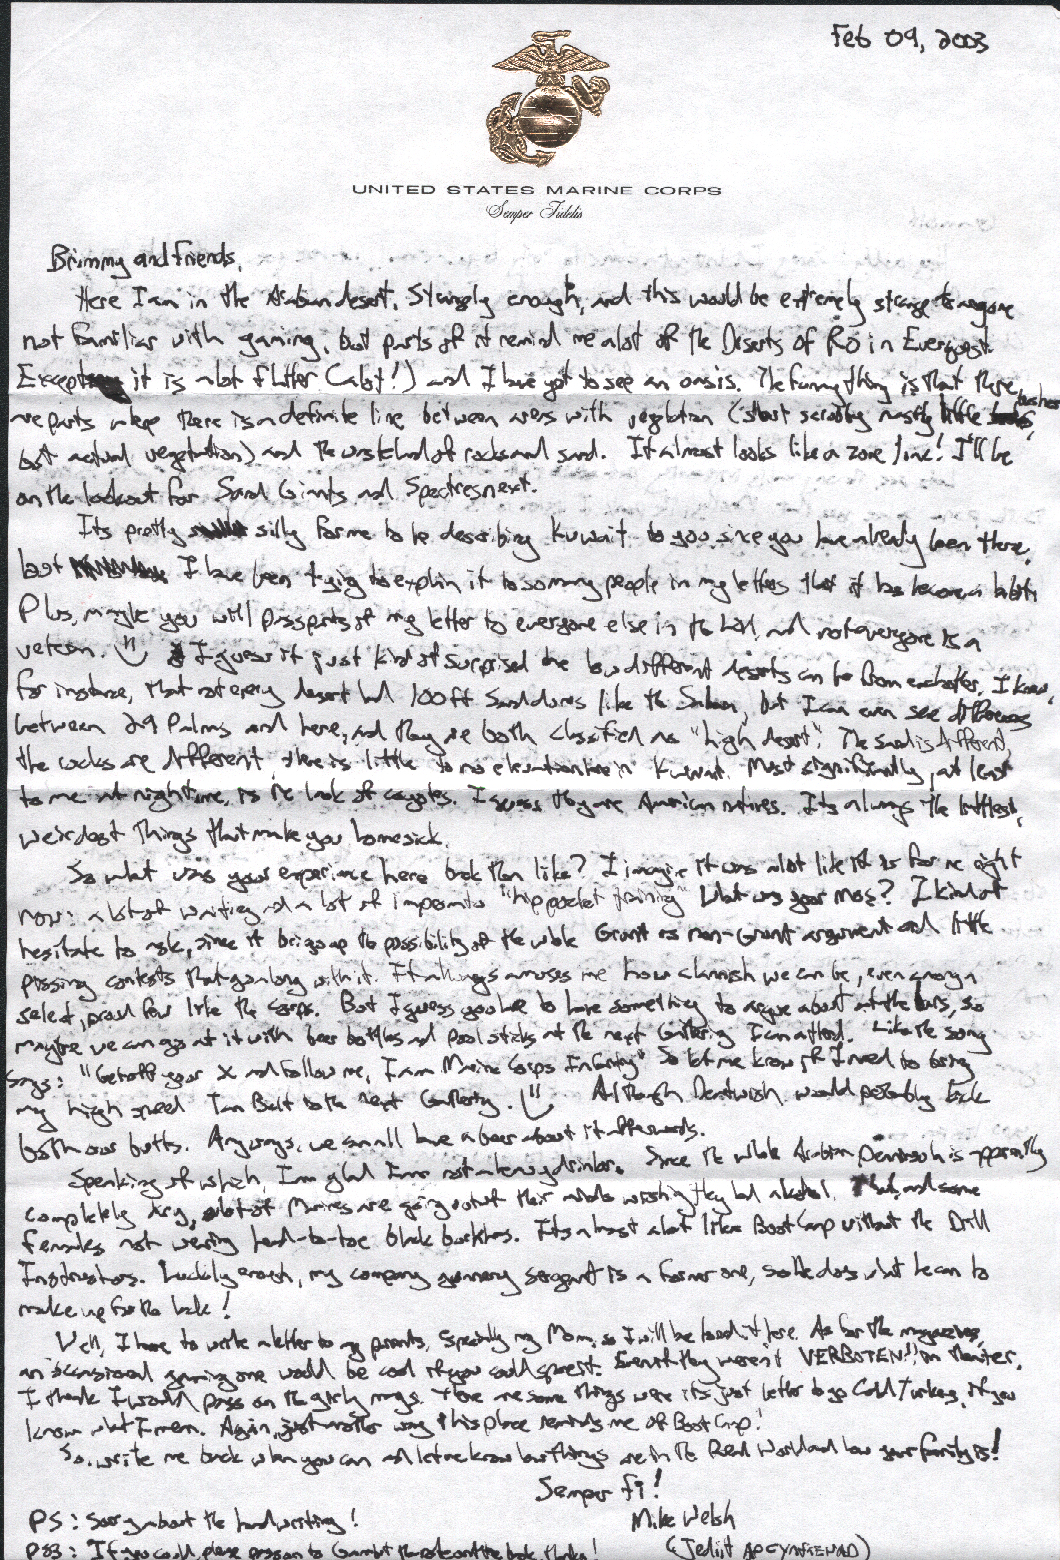 Feb 09, 2003
UNITED STATES MARINE CORPS
Semper Fidelis
Brimmy and friends,
Here I am in the Arabian desert. Strangely enough, and this would be extremely strange to anyone
not familiar with gaming, but parts of it remind me alot of the Deserts of Ro in Everquest.
Except it is alot flatter (alot!) and I have yet to see an oasis. The funny thing is that there
are parts where there is a definite line between areas with vegetation (short scrubby mostly little bushes,
but actual vegetation) and the wasteland of rocks and sand. It almost looks like a zone line! I'll be
on the lookout for Sand Giants and Spectres next.
Its pretty silly for me to be describing Kuwait to you, since you have already been there,
but I have been trying to explain it to so many people in my letters that it has become a habit.
Plus, maybe you will pass parts of my letter to everyone else in the and not everyone is a
veteran. I guess it just kind of surprised me how different deserts can be from each other. I knew,
for instance, that not every desert had 100 ft sand dunes like the Sahara, but I can even see differences
between 29 Palms and here, and they are both classified as "high desert". The sand is different,
the rocks are different, there is little to no elevation here in Kuwait. Most significantly, at least
to me at nightime, is the lack of coyotes. I guess they are American natives. Its always the littlest,
weirdest things that make you homesick.
So what was your experience here back then like? I imagine it was alot like it is for me right
now: a lot of waiting and a lot of impromtu "hip pocket training" What was your MOS? I kind of
hesitate to ask, since it brings up the possibility of the whole Grunt vs non-Grunt argument and little
pissing contests that go along with it. It always amuses me how clannish we can be, even among a
select, proud few like the Corps. But I guess you have to have something to argue about at the bars, so
maybe we can go at it with beer bottles and pool sticks at the next Gathering I can attend. Like the song
says: "Get off your X and follow me, I am Marine Corps Infantry" So let me know if I need to bring
my high speed Tan Belt to the next Gathering. Although Dentwish would probably kick
both our butts. Anyways, we can all have a beer about it afterwards.
Speaking of which, I am glad I am not a heavy drinker. Since the whole Arabian Peninsula is apparently
completely dry, alot of Marines are going out of their minds wishing they had alcohol. and some
females not wearing head-to-toe black burkhas. Its almost alot like Boot Camp without the Drill
Instructors. Luckily enough, my company gunnery sergeant is a former one, so he does what he can to
make up for the lack!
Well, I have to write a letter to my parents, specially my Mom, so I will be As for the magazines,
an occasional gaming one would be cool if you could spare it. Even if they weren't VERBOTEN!! in theater,
I think I would pass on the girly mags. There are some things were its just better to go Cold Turkey, if you
know what I mean. Again, just another way this place reminds me of Boot Camp!
So, write me back when you can and let me know how things are in the Real World and how your family is!
Semper Fi!
Mike Welsh
PS: Sorry about the handwriting!
If you could, please pass on to Gambit the note on the back, thanks!